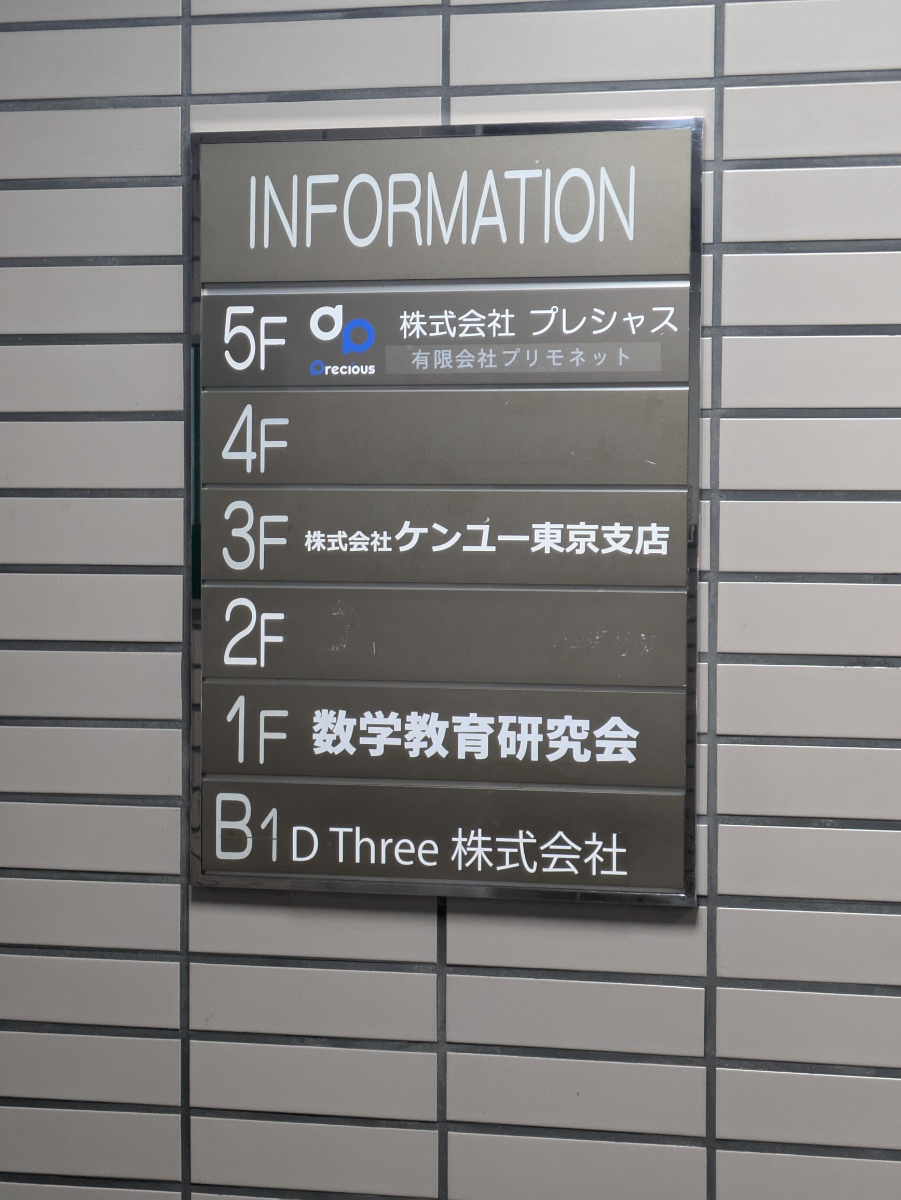 INFORMATION
5F Precious 株式会社 プレシャス
有限会社プリモネット
4F
3F 株式会社ケンユー東京支店
2F
1F 数学教育研究会
B1 D Three 株式会社